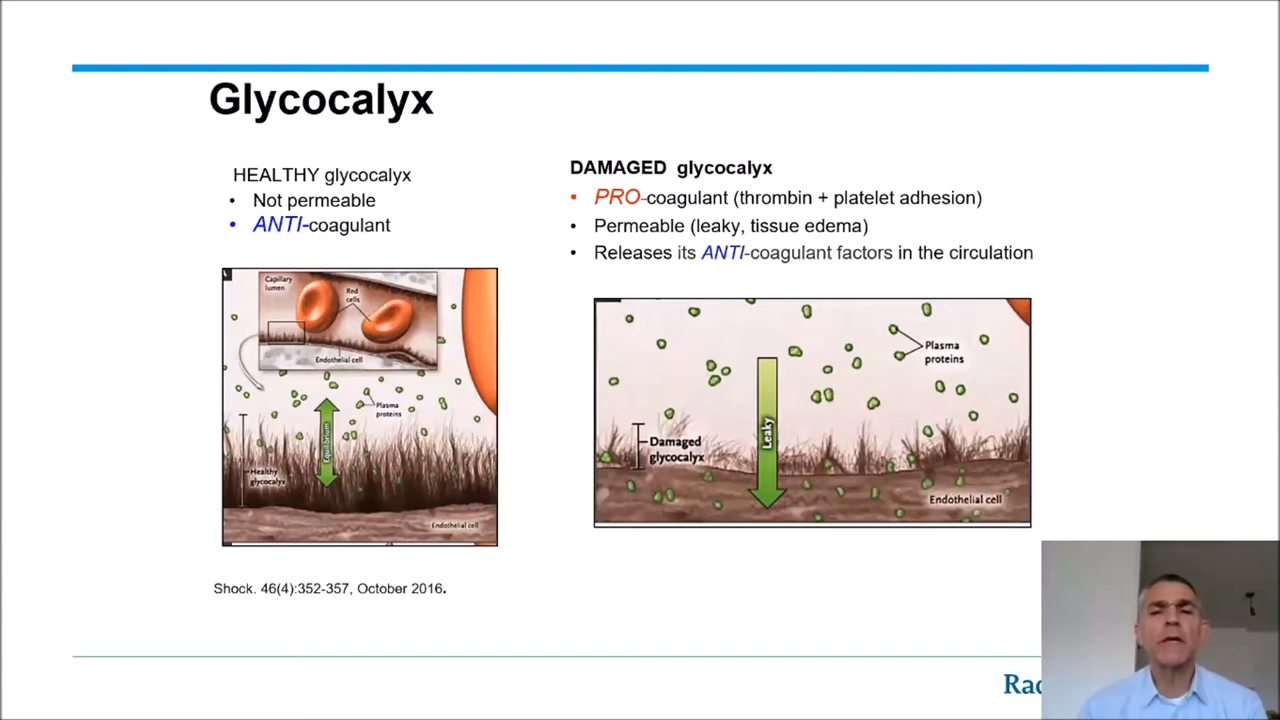 Glycocalyx
HEALTHY glycocalyx
• Not permeable
• ANTI-coagulant
DAMAGED glycocalyx
• PRO-coagulant (thrombin + platelet adhesion)
• Permeable (leaky, tissue edema)
• Releases its ANTI-coagulant factors in the circulation
Capillary
lumen
Red
cells
Endothelial cell
Plasma
proteins
Equilibrium
Healthy
glycocalyx
Endothelial cell
Plasma
proteins
Leaky
Damaged
glycocalyx
Endothelial cell
Shock. 46(4):352-357, October 2016.